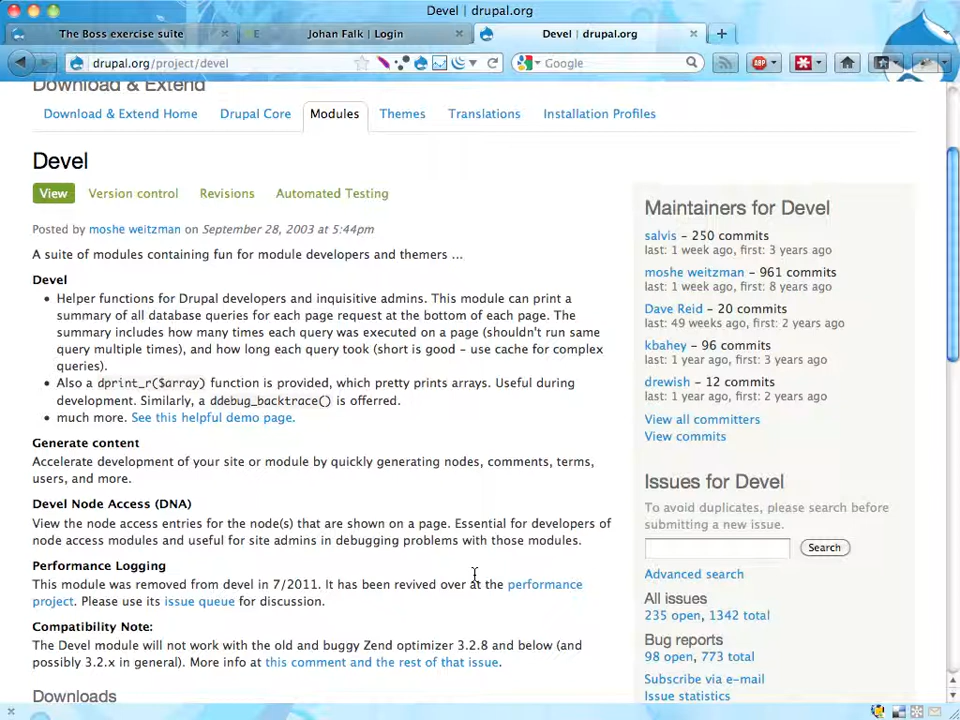 Devel | drupal.org
The Boss exercise suite
Johan Falk | Login
Devel | drupal.org
drupal.org/project/devel
Google
Download & Extend
Download & Extend Home
Drupal Core
Modules
Themes
Translations
Installation Profiles
Devel
View
Version control
Revisions
Automated Testing
Posted by moshe weitzman on September 28, 2003 at 5:44pm
A suite of modules containing fun for module developers and themers ...
Devel
Helper functions for Drupal developers and inquisitive admins. This module can print a
summary of all database queries for each page request at the bottom of each page. The
summary includes how many times each query was executed on a page (shouldn't run same
query multiple times), and how long each query took (short is good - use cache for complex
queries).
Also a dprint_r($array) function is provided, which pretty prints arrays. Useful during
development. Similarly, a ddebug_backtrace() is offerred.
much more. See this helpful demo page.
Generate content
Accelerate development of your site or module by quickly generating nodes, comments, terms,
users, and more.
Devel Node Access (DNA)
View the node access entries for the node(s) that are shown on a page. Essential for developers of
node access modules and useful for site admins in debugging problems with those modules.
Performance Logging
This module was removed from devel in 7/2011. It has been revived over at the performance
project. Please use its issue queue for discussion.
Compatibility Note:
The Devel module will not work with the old and buggy Zend optimizer 3.2.8 and below (and
possibly 3.2.x in general). More info at this comment and the rest of that issue.
Downloads
Maintainers for Devel
salvis - 250 commits
last: 1 week ago, first: 3 years ago
moshe weitzman - 961 commits
last: 1 week ago, first: 8 years ago
Dave Reid - 20 commits
last: 49 weeks ago, first: 2 years ago
kbahey - 96 commits
last: 1 year ago, first: 3 years ago
drewish - 12 commits
last: 1 year ago, first: 2 years ago
View all committers
View commits
Issues for Devel
To avoid duplicates, please search before
submitting a new issue.
Search
Advanced search
All issues
235 open, 1342 total
Bug reports
98 open, 773 total
Subscribe via e-mail
Issue statistics